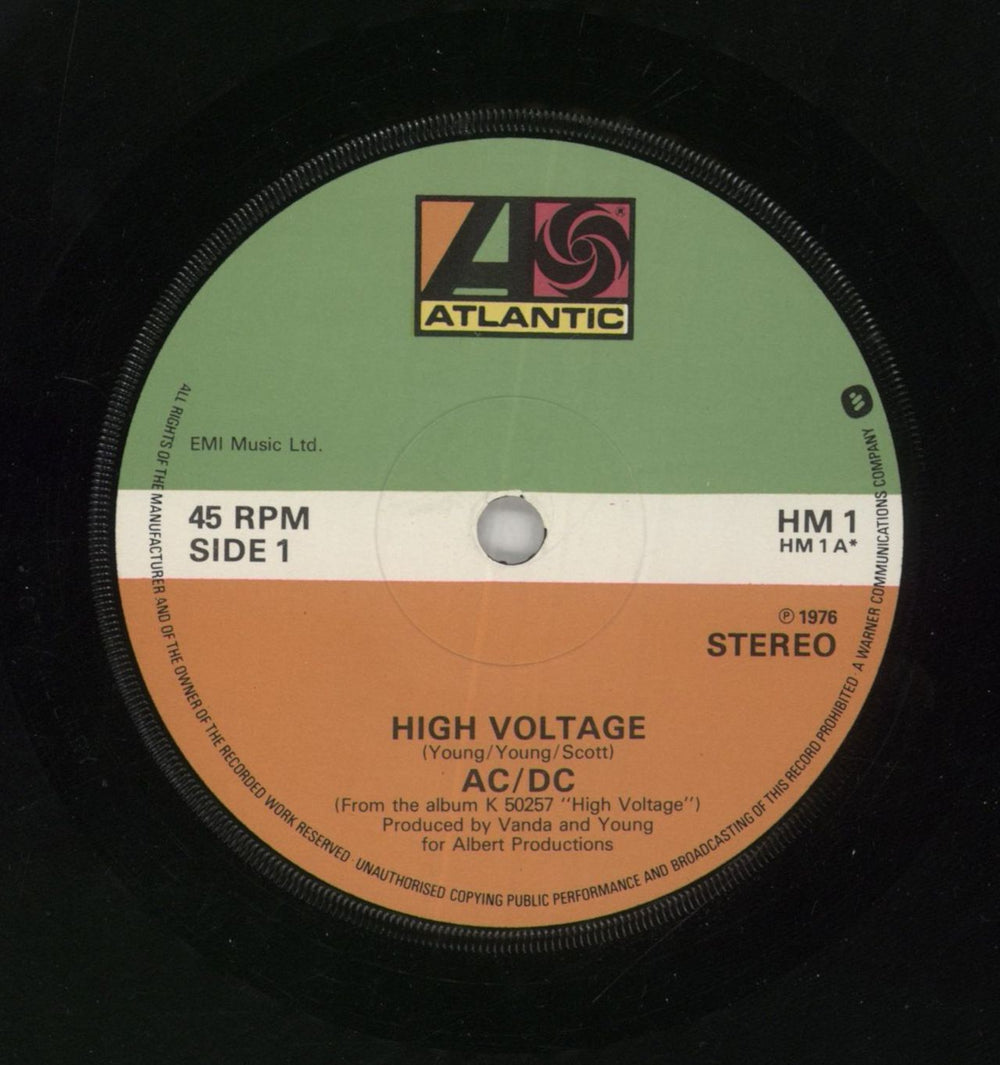 ATLANTIC
®
EMI Music Ltd.
45 RPM
SIDE 1
HM 1
HM 1 A*
℗ 1976
STEREO
HIGH VOLTAGE
(Young/Young/Scott)
AC/DC
(From the album K 50257 "High Voltage")
Produced by Vanda and Young
for Albert Productions
ALL RIGHTS OF THE MANUFACTURER AND OF THE OWNER OF THE RECORDED WORK RESERVED · UNAUTHORISED COPYING PUBLIC PERFORMANCE AND BROADCASTING OF THIS RECORD PROHIBITED · A WARNER COMMUNICATIONS COMPANY